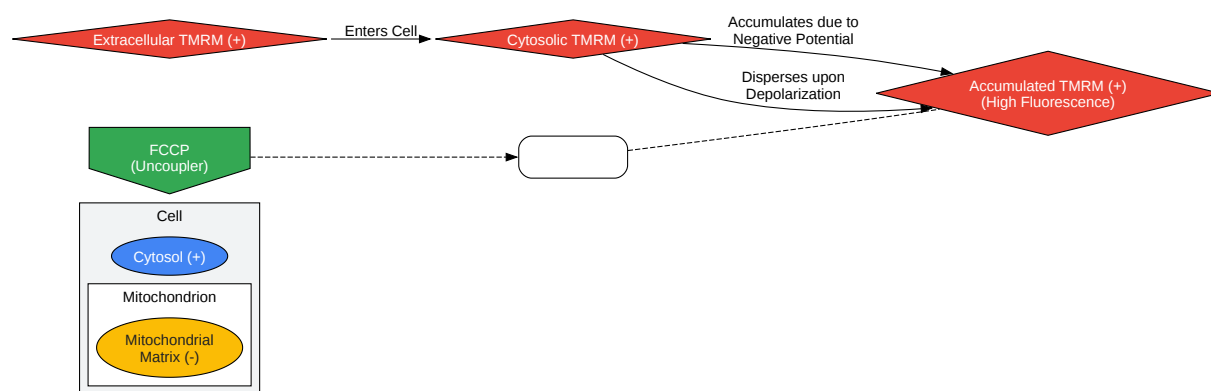 Extracellular TMRM (+)
Enters Cell
Cytosolic TMRM (+)
Accumulates due to
Negative Potential
Disperses upon
Depolarization
Accumulated TMRM (+)
(High Fluorescence)
FCCP
(Uncoupler)
Cell
Cytosol (+)
Mitochondrion
Mitochondrial
Matrix (-)